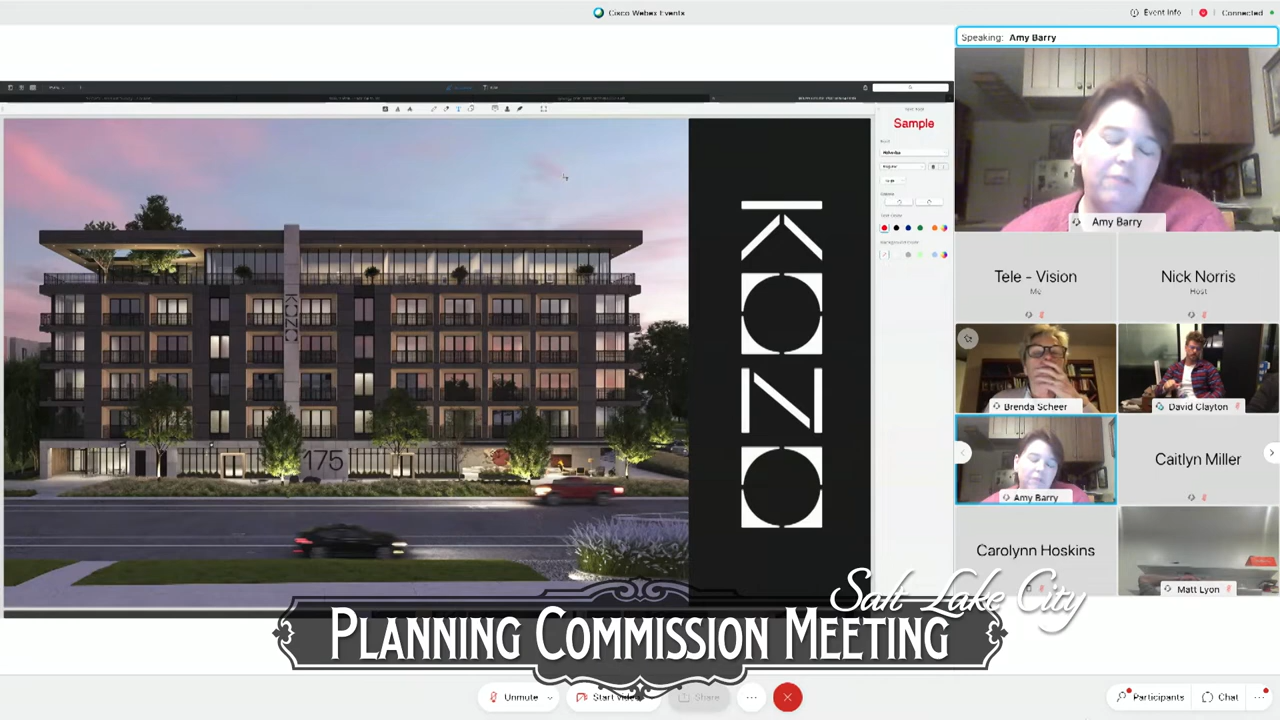 Cisco Webex Events
Event Info
Connected
Speaking: Amy Barry
Sample
Amy Barry
Tele - Vision
Me
Nick Norris
Host
KOZO
KOZO
175
Brenda Scheer
David Clayton
Amy Barry
Caitlyn Miller
Carolynn Hoskins
Matt Lyon
Salt Lake City
PLANNING COMMISSION MEETING
Unmute
Start video
Share
Participants
Chat